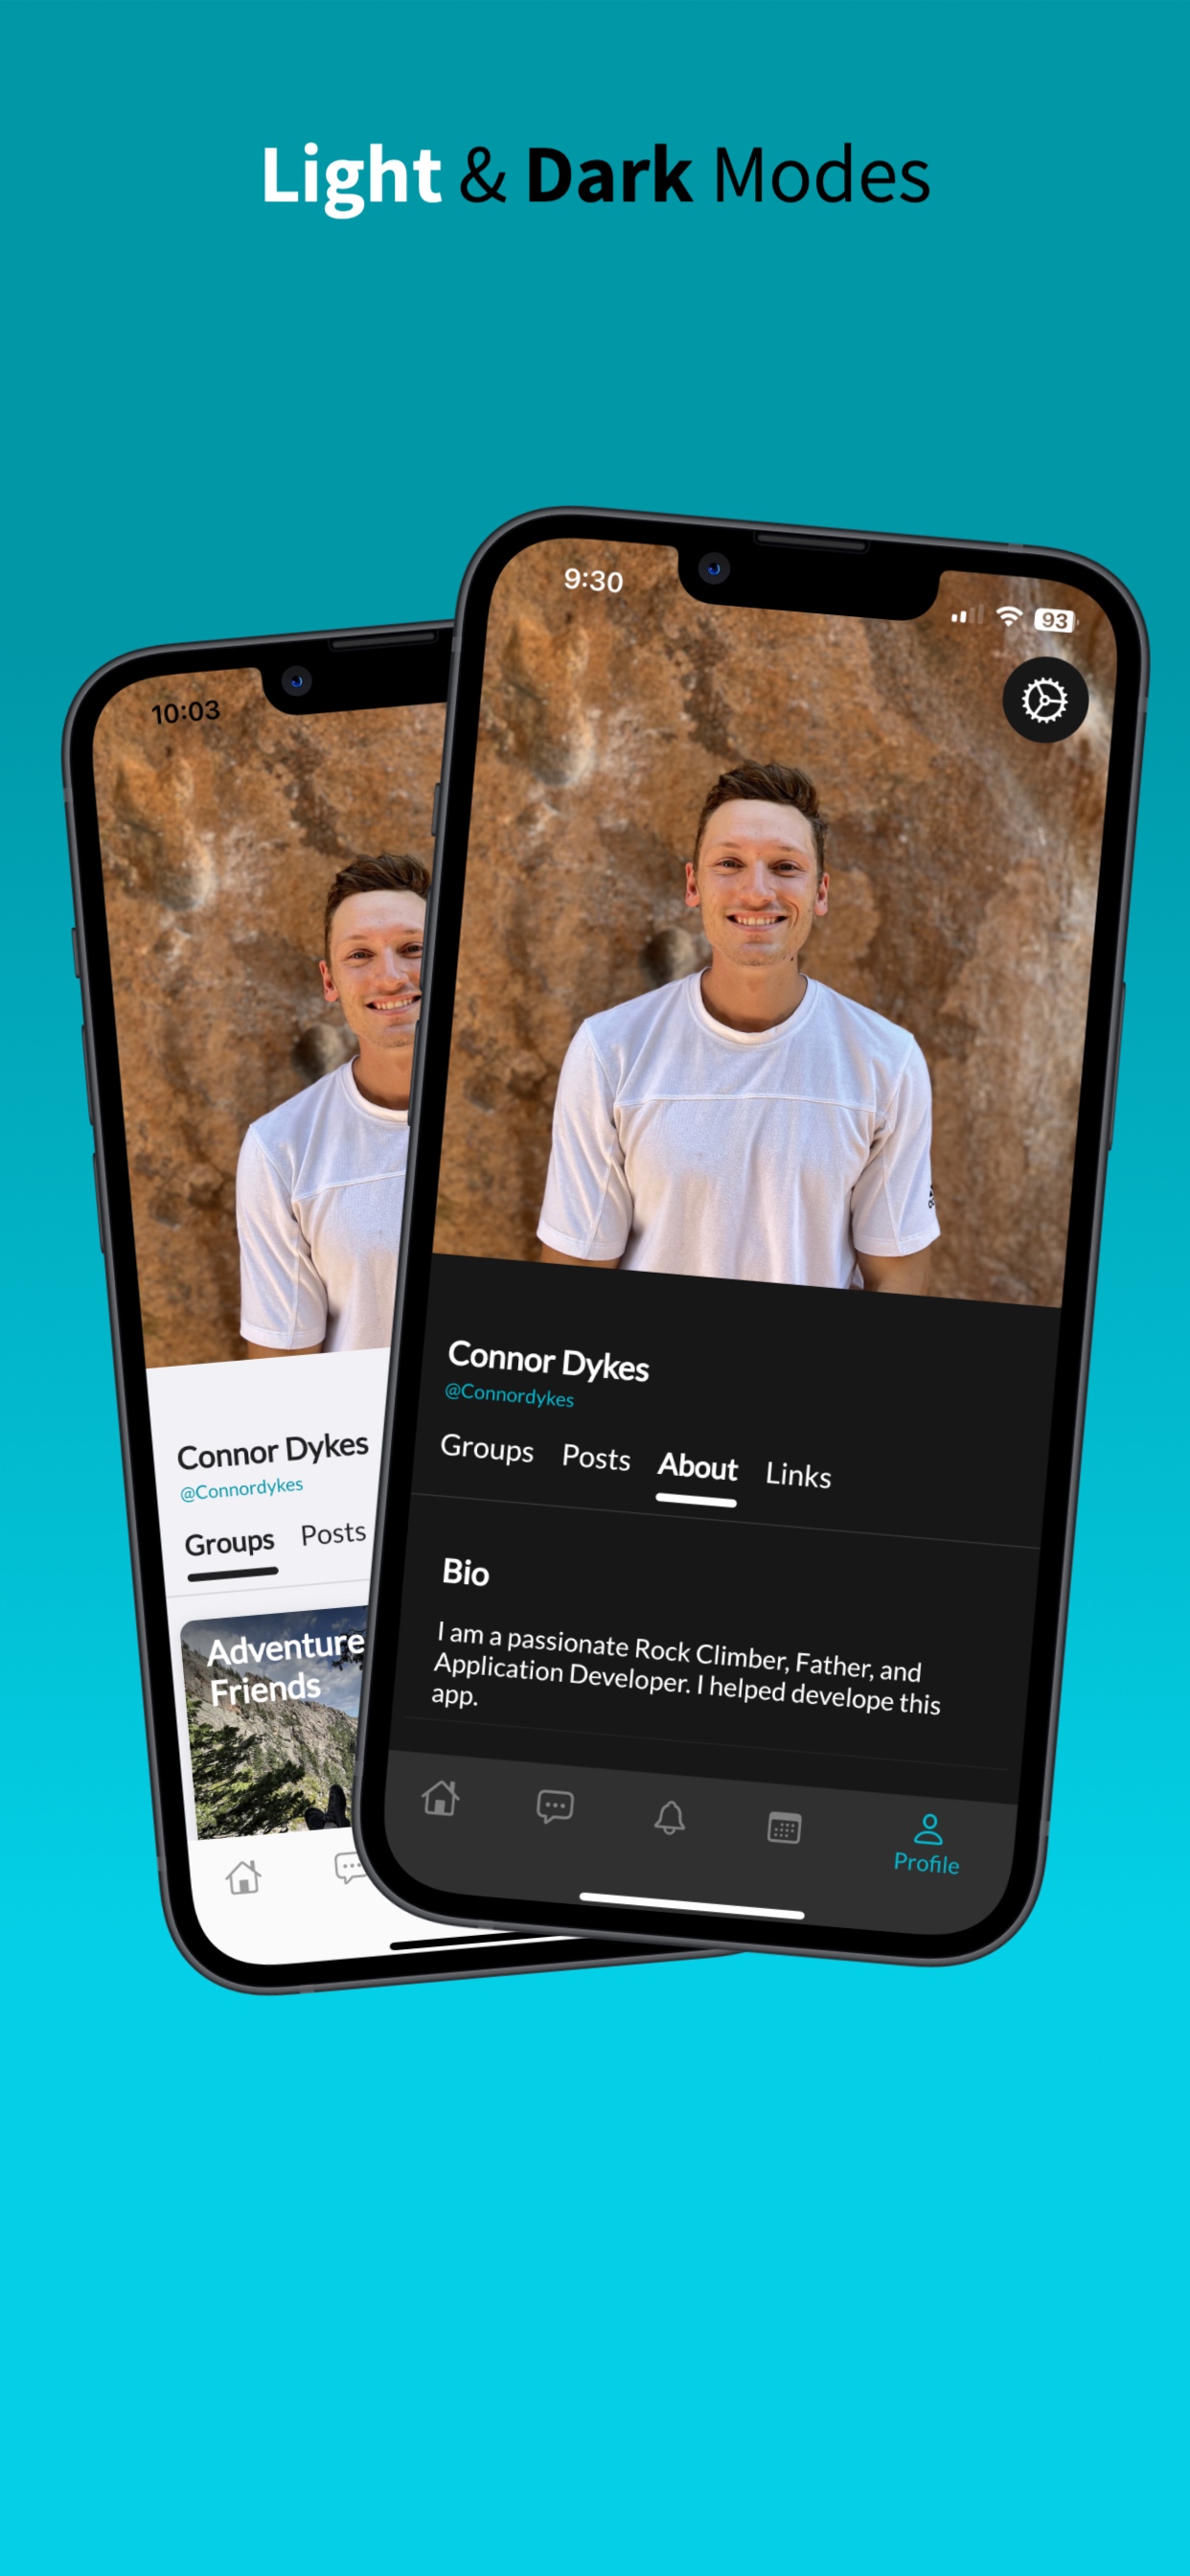 Light & Dark Modes
10:03
Connor Dykes
@Connordykes
Groups Posts
Adventure
Friends
9:30
93
Connor Dykes
@Connordykes
Groups Posts About Links
Bio
I am a passionate Rock Climber, Father, and
Application Developer. I helped develope this
app.
Profile